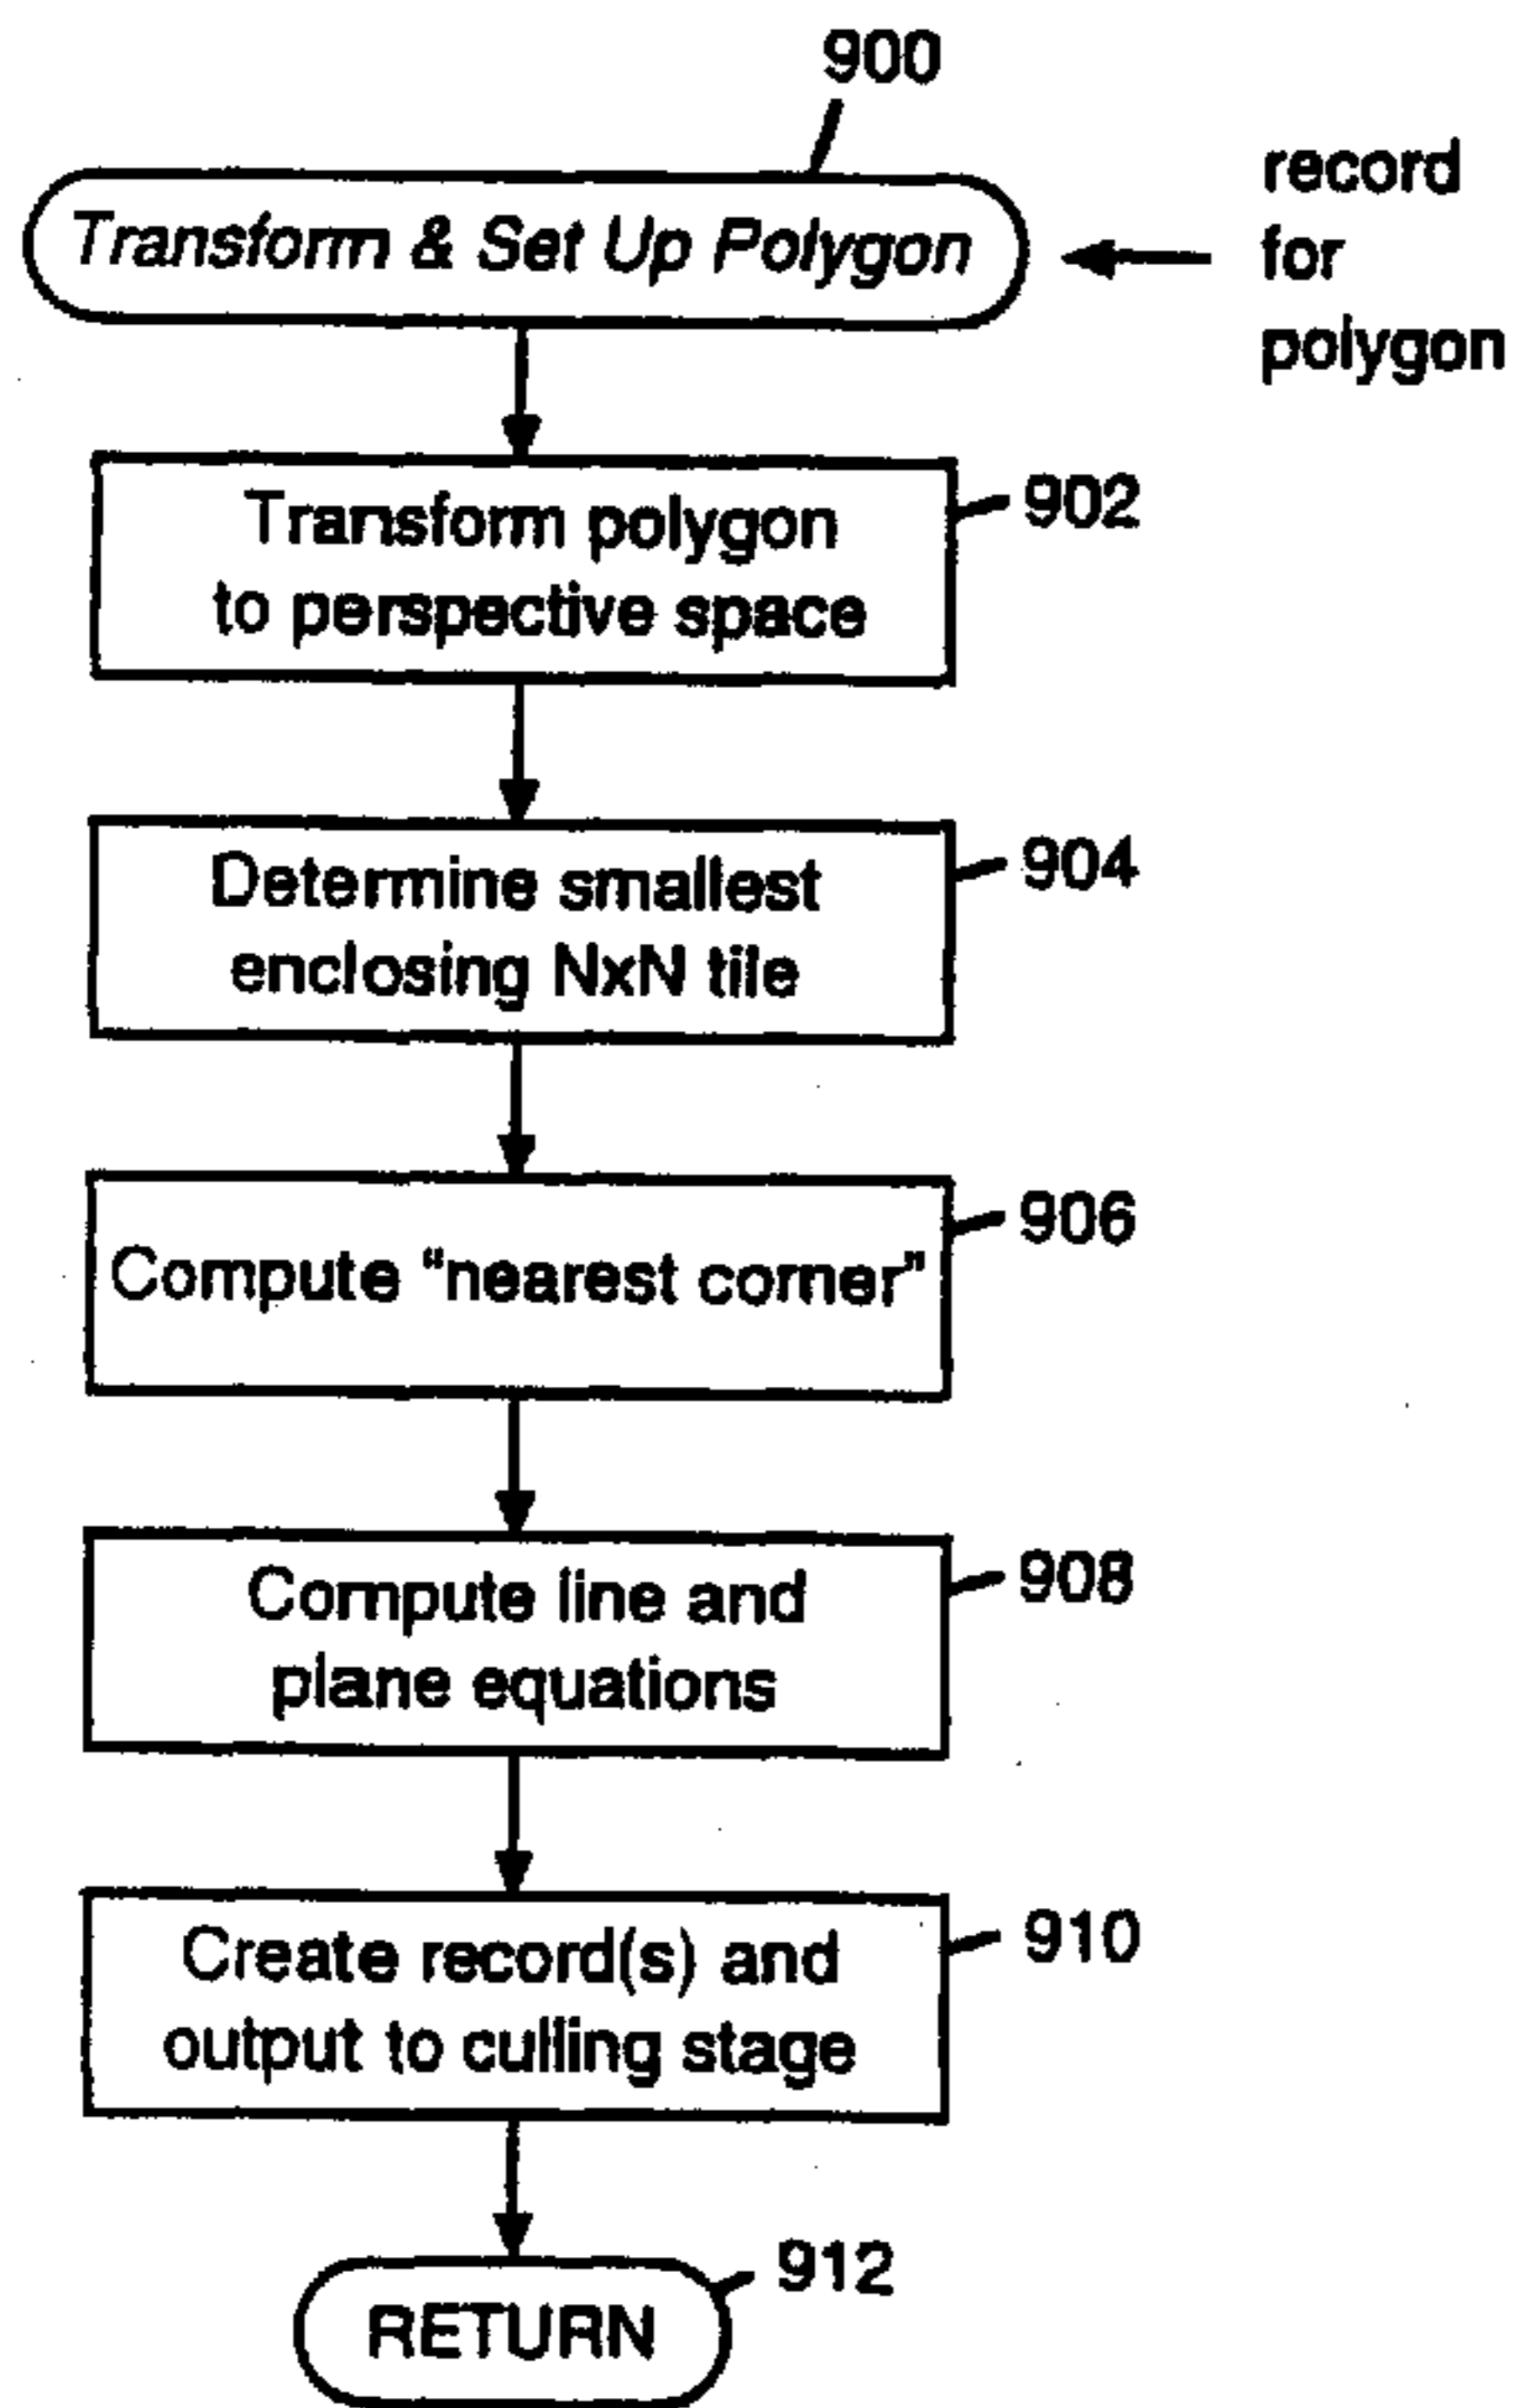 900
Transform & Set Up Polygon
record
for
polygon
Transform polygon
to perspective space
902
Determine smallest
enclosing NxN tile
904
Compute “nearest corner”
906
Compute line and
plane equations
908
Create record(s) and
output to culling stage
910
RETURN
912